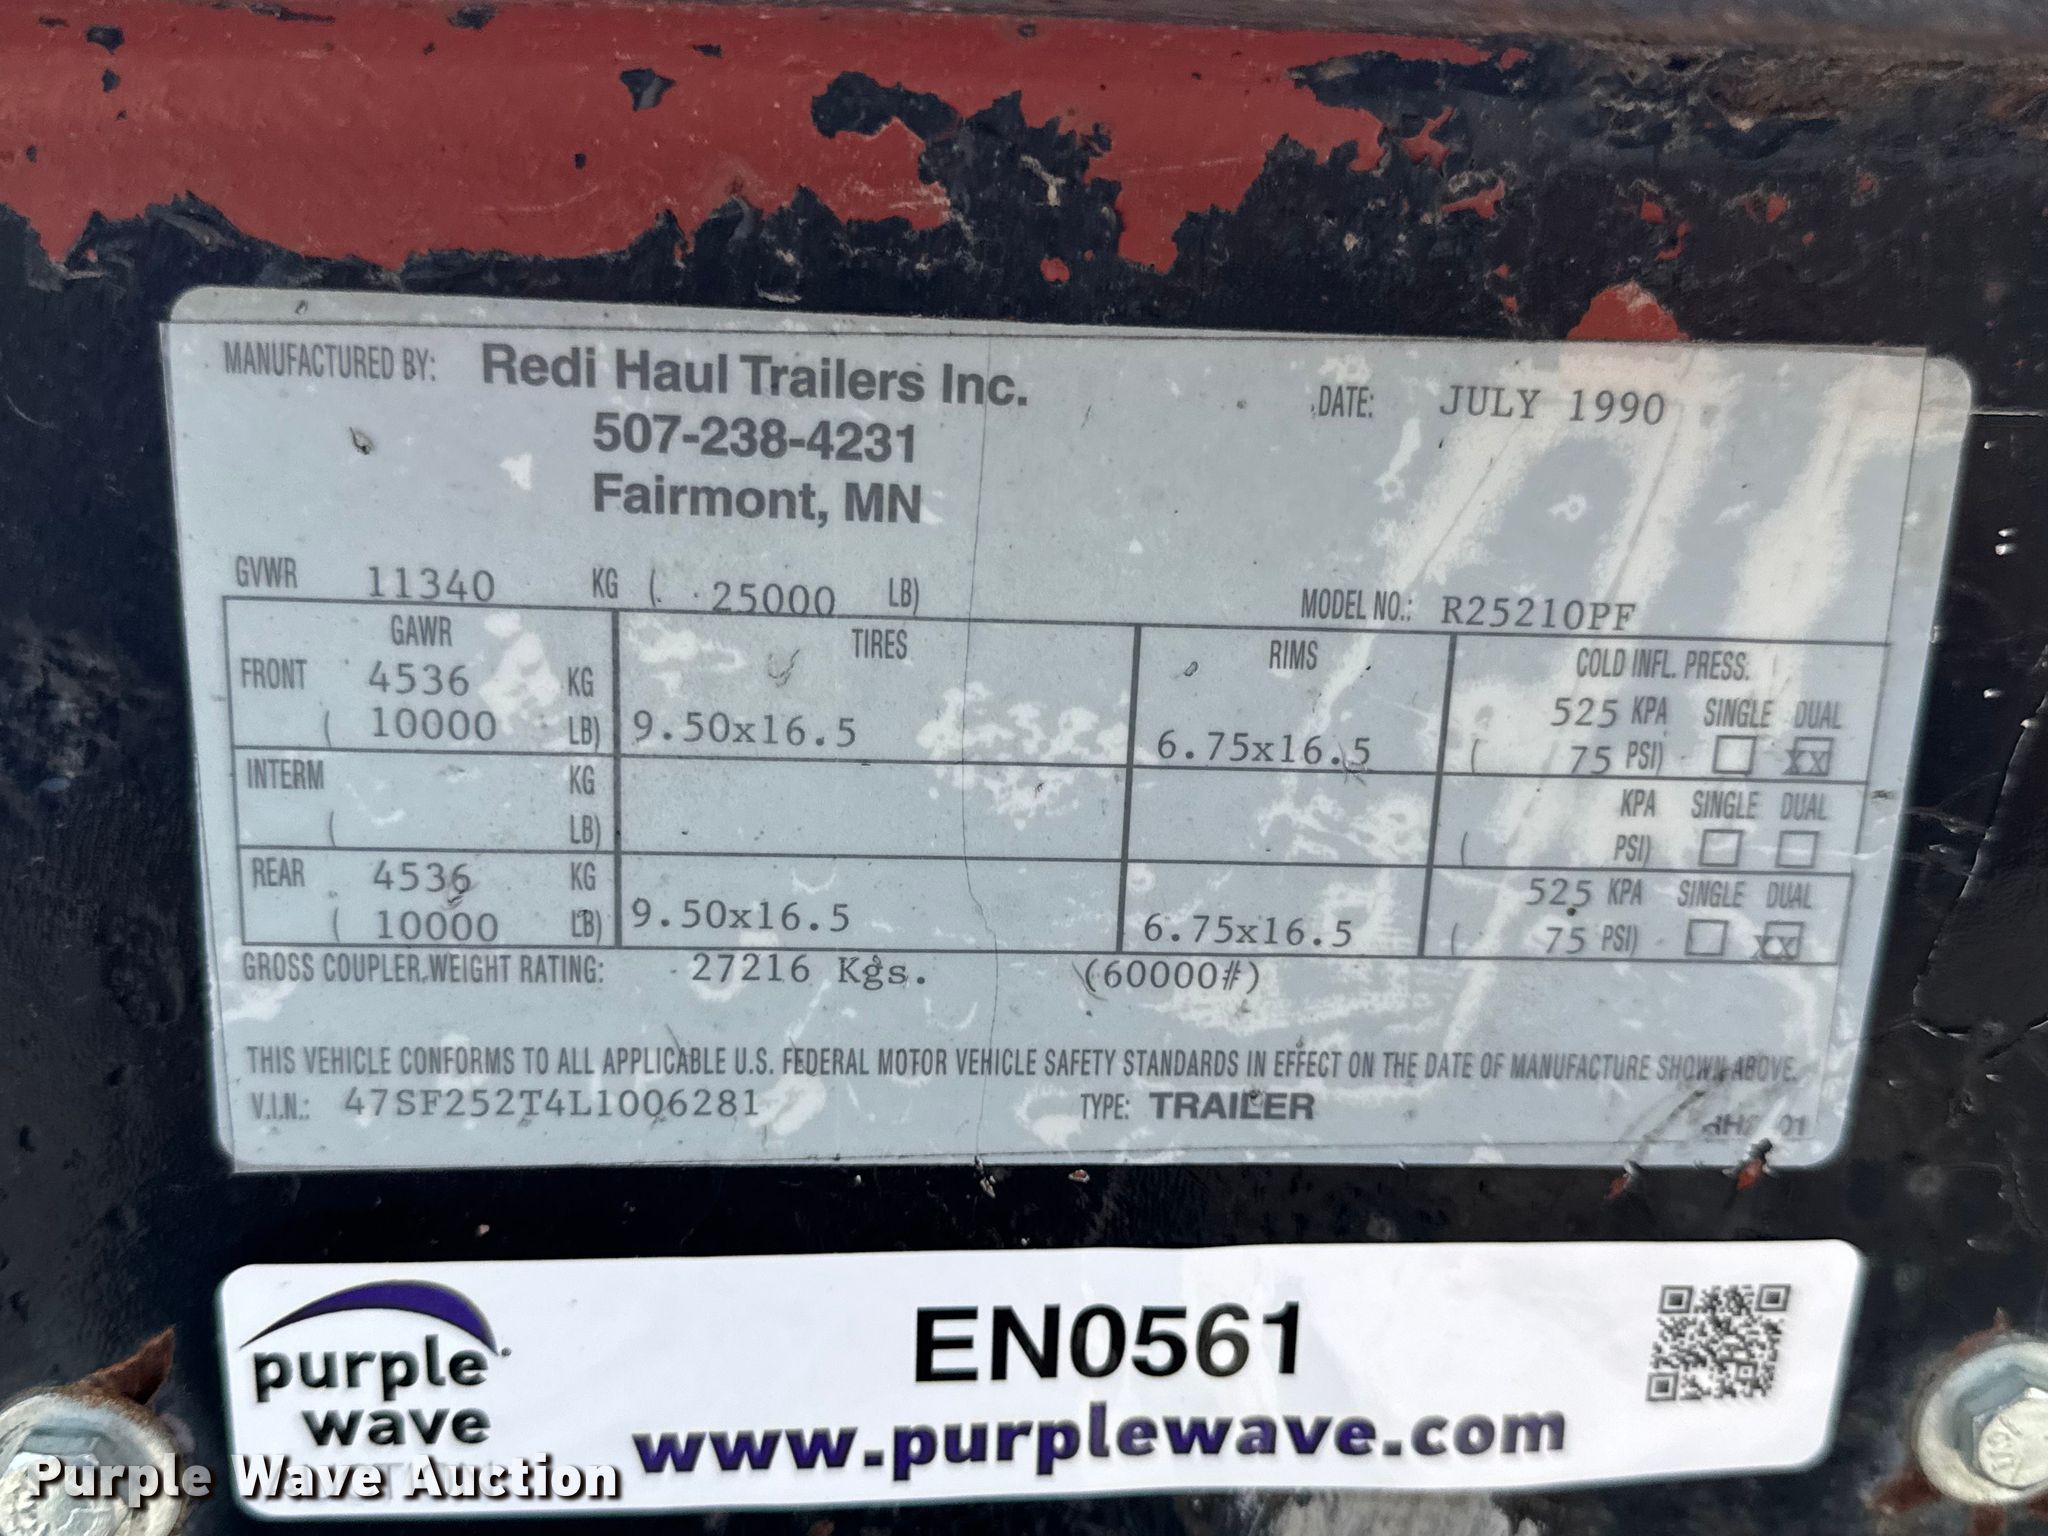 MANUFACTURED BY: Redi Haul Trailers Inc.
507-238-4231
Fairmont, MN
DATE: JULY 1990
GVWR 11340 KG ( 25000 LB)
MODEL NO.: R25210PF
GAWR TIRES RIMS COLD INFL. PRESS.
FRONT 4536 KG 525 KPA SINGLE DUAL
( 10000 LB) 9.50x16.5 6.75x16.5 ( 75 PSI) XX
INTERM KG KPA SINGLE DUAL
( LB) ( PSI)
REAR 4536 KG 525 KPA SINGLE DUAL
( 10000 LB) 9.50x16.5 6.75x16.5 ( 75 PSI) XX
GROSS COUPLER WEIGHT RATING: 27216 Kgs. (60000#)
THIS VEHICLE CONFORMS TO ALL APPLICABLE U.S. FEDERAL MOTOR VEHICLE SAFETY STANDARDS IN EFFECT ON THE DATE OF MANUFACTURE SHOWN ABOVE.
V.I.N.: 47SF252T4L1006281 TYPE: TRAILER
purple wave
EN0561
www.purplewave.com
Purple Wave Auction